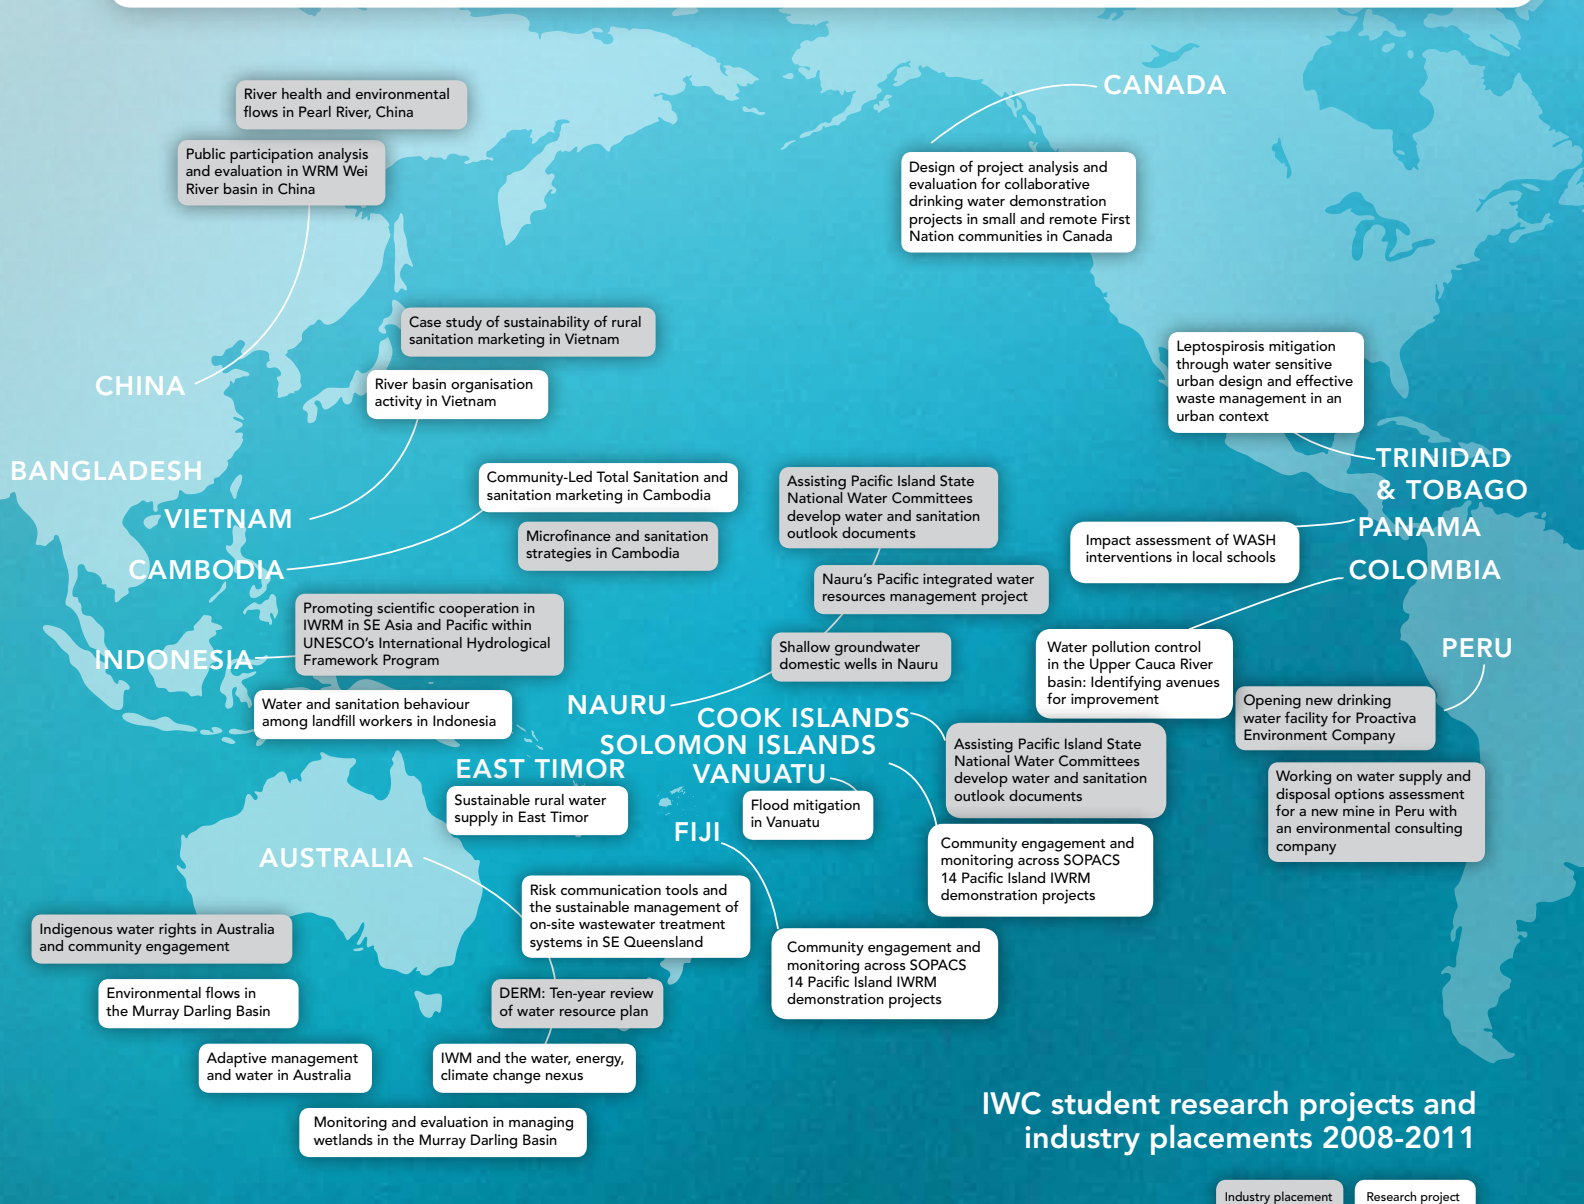 CANADA
River health and environmental
flows in Pearl River, China
Public participation analysis
and evaluation in WRM Wei
River basin in China
Design of project analysis and
evaluation for collaborative
drinking water demonstration
projects in small and remote First
Nation communities in Canada
Case study of sustainability of rural
sanitation marketing in Vietnam
Leptospirosis mitigation
through water sensitive
urban design and effective
waste management in an
urban context
CHINA
River basin organisation
activity in Vietnam
TRINIDAD
& TOBAGO
BANGLADESH
Community-Led Total Sanitation and
sanitation marketing in Cambodia
Assisting Pacific Island State
National Water Committees
develop water and sanitation
outlook documents
VIETNAM
PANAMA
Microfinance and sanitation
strategies in Cambodia
Impact assessment of WASH
interventions in local schools
CAMBODIA
COLOMBIA
Nauru's Pacific integrated water
resources management project
Promoting scientific cooperation in
IWRM in SE Asia and Pacific within
UNESCO's International Hydrological
Framework Program
INDONESIA
Shallow groundwater
domestic wells in Nauru
Water pollution control
in the Upper Cauca River
basin: Identifying avenues
for improvement
PERU
Water and sanitation behaviour
among landfill workers in Indonesia
NAURU
COOK ISLANDS
SOLOMON ISLANDS
VANUATU
Opening new drinking
water facility for Proactiva
Environment Company
Assisting Pacific Island State
National Water Committees
develop water and sanitation
outlook documents
EAST TIMOR
Sustainable rural water
supply in East Timor
Flood mitigation
in Vanuatu
Working on water supply and
disposal options assessment
for a new mine in Peru with
an environmental consulting
company
FIJI
Community engagement and
monitoring across SOPACS
14 Pacific Island IWRM
demonstration projects
AUSTRALIA
Risk communication tools and
the sustainable management of
on-site wastewater treatment
systems in SE Queensland
Indigenous water rights in Australia
and community engagement
Community engagement and
monitoring across SOPACS
14 Pacific Island IWRM
demonstration projects
Environmental flows in
the Murray Darling Basin
DERM: Ten-year review
of water resource plan
Adaptive management
and water in Australia
IWM and the water, energy,
climate change nexus
Monitoring and evaluation in managing
wetlands in the Murray Darling Basin
IWC student research projects and
industry placements 2008-2011
Industry placement
Research project